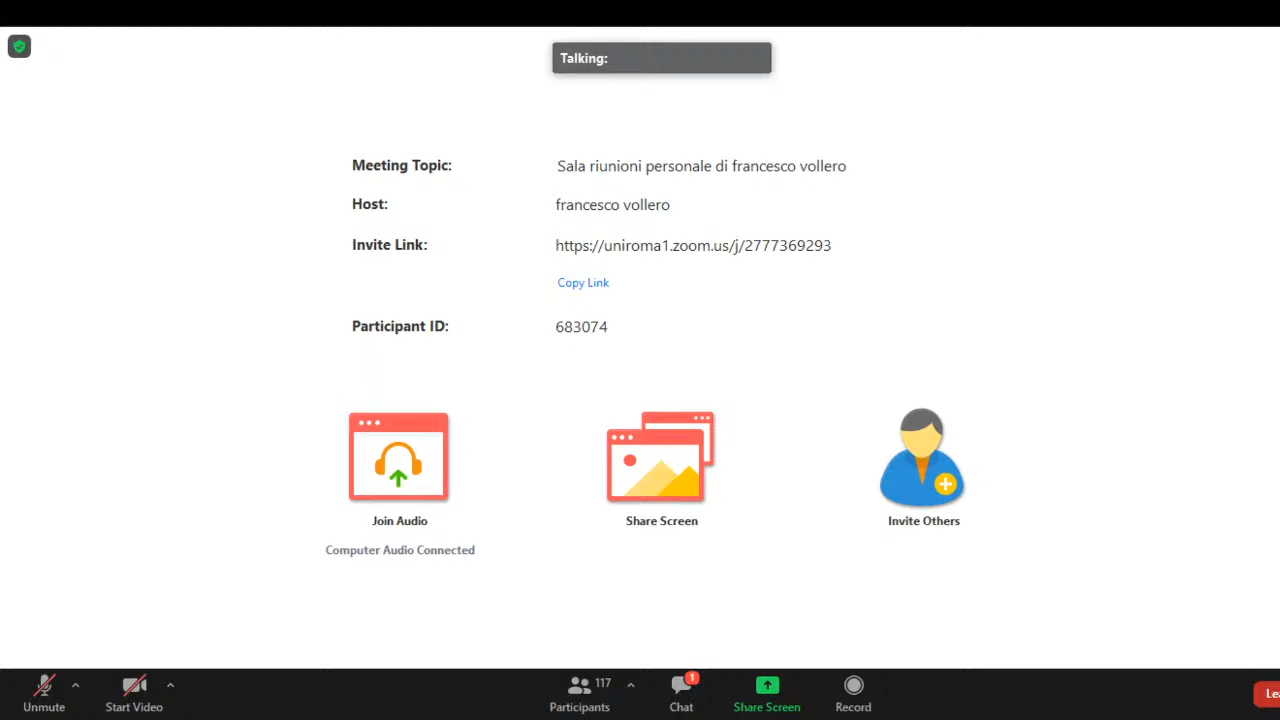 Talking:
Meeting Topic: Sala riunioni personale di francesco vollero
Host: francesco vollero
Invite Link: https://uniroma1.zoom.us/j/2777369293
Copy Link
Participant ID: 683074
Join Audio Share Screen Invite Others
Computer Audio Connected
117 1
Unmute Start Video Participants Chat Share Screen Record Lea